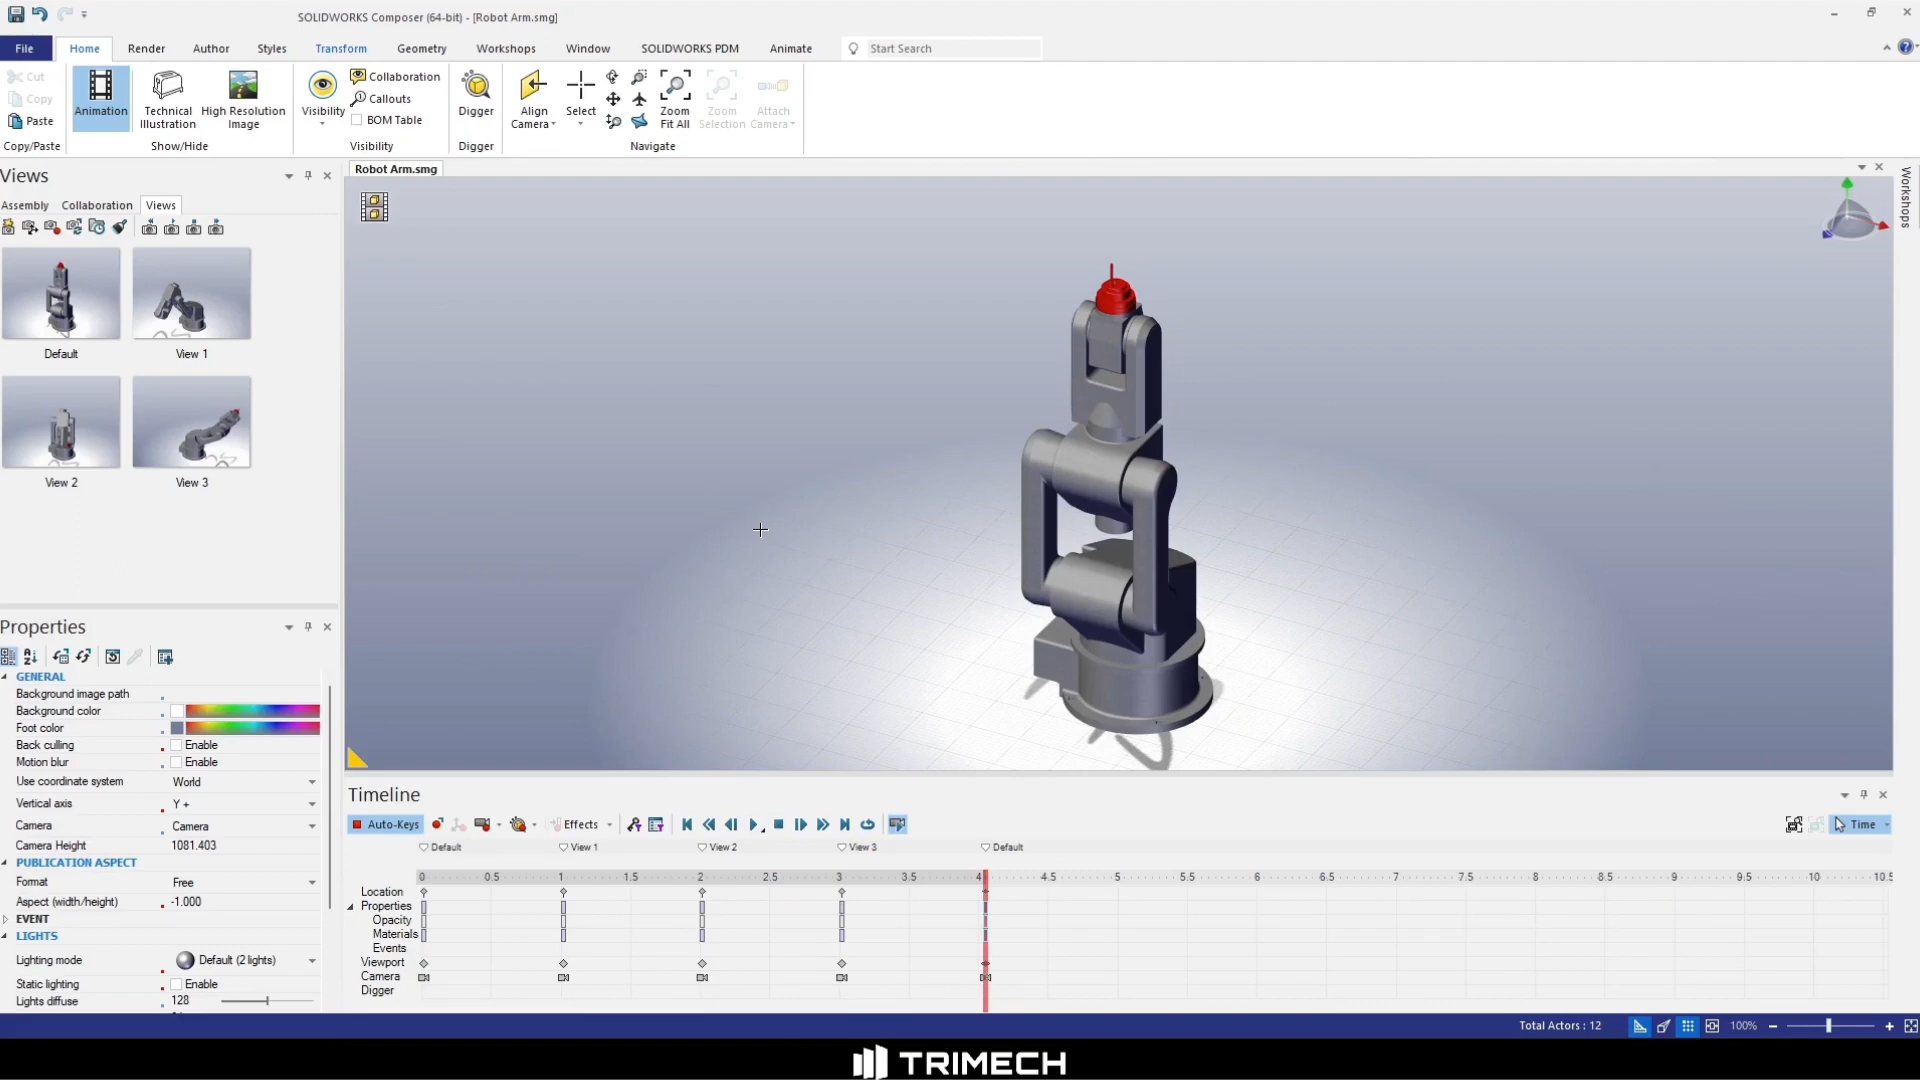 SOLIDWORKS Composer (64-bit) - [Robot Arm.smg]
File Home Render Author Styles Transform Geometry Workshops Window SOLIDWORKS PDM Animate Start Search
Cut
Copy
Paste
Copy/Paste
Animation
Technical Illustration
High Resolution Image
Show/Hide
Visibility
Collaboration
Callouts
BOM Table
Visibility
Digger
Digger
Align Camera
Select
Zoom Fit All
Zoom Selection
Attach Camera
Navigate
Views
Assembly Collaboration Views
Default View 1
View 2 View 3
Robot Arm.smg
Workshops
Properties
GENERAL
Background image path
Background color
Foot color
Back culling Enable
Motion blur Enable
Use coordinate system World
Vertical axis Y +
Camera Camera
Camera Height 1081.403
PUBLICATION ASPECT
Format Free
Aspect (width/height) -1.000
EVENT
LIGHTS
Lighting mode Default (2 lights)
Static lighting Enable
Lights diffuse 128
Timeline
Auto-Keys Effects Time
Default View 1 View 2 View 3 Default
0 0.5 1 1.5 2 2.5 3 3.5 4 4.5 5 5.5 6 6.5 7 7.5 8 8.5 9 9.5 10 10.5
Location
Properties
Opacity
Materials
Events
Viewport
Camera
Digger
Total Actors : 12 100%
TRIMECH